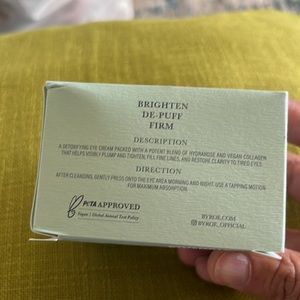 BRIGHTEN
DE-PUFF
FIRM
DESCRIPTION
A DETOXIFYING EYE CREAM PACKED WITH A POTENT BLEND OF HYDRAROSE AND VEGAN COLLAGEN
THAT HELPS VISIBLY PLUMP AND TIGHTEN, FILL FINE LINES, AND RESTORE CLARITY TO TIRED EYES.
DIRECTION
AFTER CLEANSING, GENTLY PRESS ONTO THE EYE AREA MORNING AND NIGHT. USE A TAPPING MOTION
FOR MAXIMUM ABSORPTION.
PETA APPROVED
Vegan | Global Animal Test Policy
BYROE.COM
BYROE_OFFICIAL